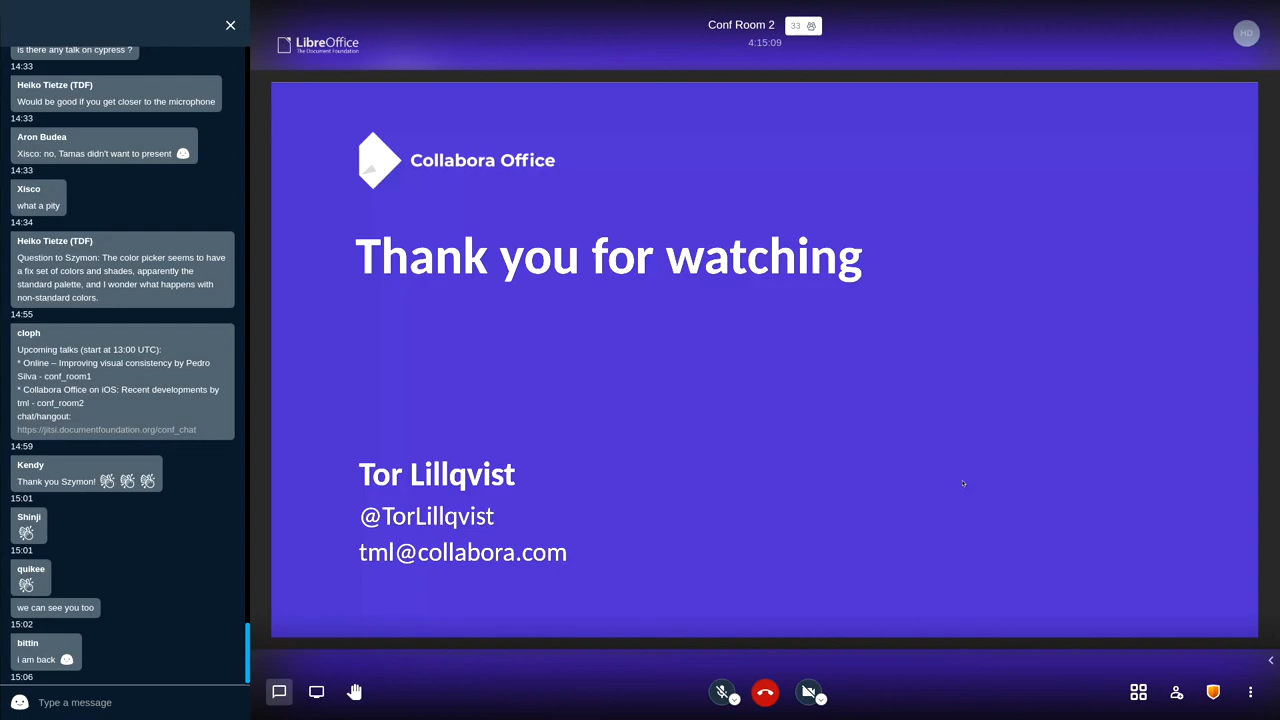 is there any talk on cypress ?
14:33
Heiko Tietze (TDF)
Would be good if you get closer to the microphone
14:33
Aron Budea
Xisco: no, Tamas didn't want to present
14:33
Xisco
what a pity
14:34
Heiko Tietze (TDF)
Question to Szymon: The color picker seems to have
a fix set of colors and shades, apparently the
standard palette, and I wonder what happens with
non-standard colors.
14:55
cloph
Upcoming talks (start at 13:00 UTC):
* Online – Improving visual consistency by Pedro
Silva - conf_room1
* Collabora Office on iOS: Recent developments by
tml - conf_room2
chat/hangout:
https://jitsi.documentfoundation.org/conf_chat
14:59
Kendy
Thank you Szymon!
15:01
Shinji
15:01
quikee
we can see you too
15:02
bittin
i am back
15:06
Type a message
LibreOffice
The Document Foundation
Conf Room 2
33
4:15:09
HD
Collabora Office
Thank you for watching
Tor Lillqvist
@TorLillqvist
tml@collabora.com